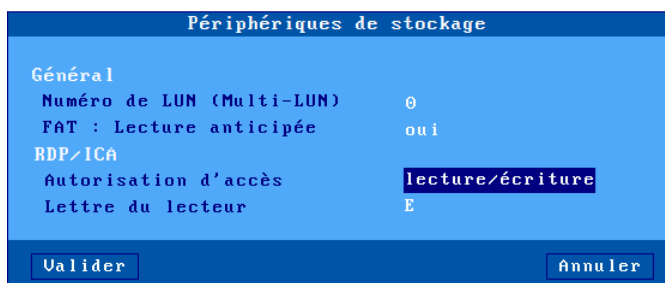 Périphériques de stockage
Général
Numéro de LUN (Multi-LUN) 0
FAT : Lecture anticipée oui
RDP/ICA
Autorisation d'accès lecture/écriture
Lettre du lecteur E
Valider Annuler